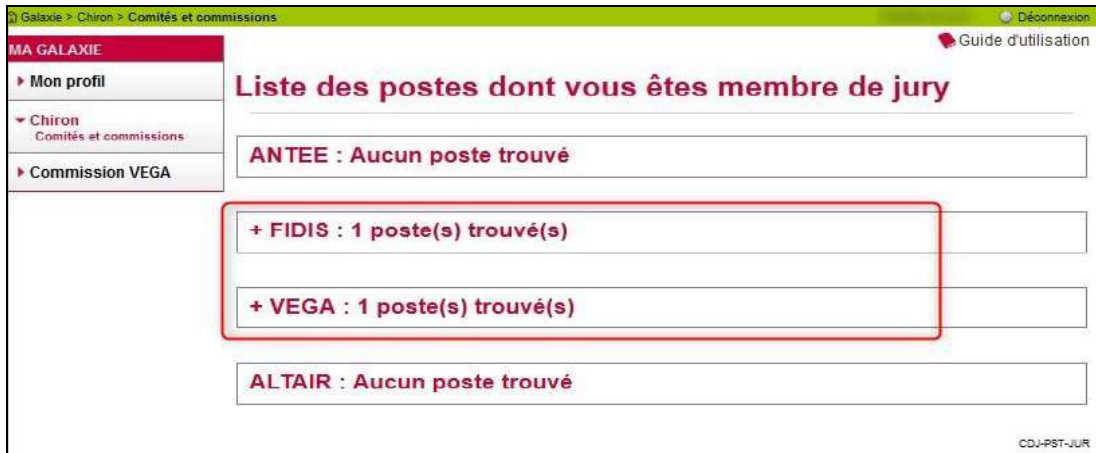 Galaxie > Chiron > Comités et commissions
Déconnexion
Guide d'utilisation
MA GALAXIE
Mon profil
Chiron
Comités et commissions
Commission VEGA
Liste des postes dont vous êtes membre de jury
ANTEE : Aucun poste trouvé
+ FIDIS : 1 poste(s) trouvé(s)
+ VEGA : 1 poste(s) trouvé(s)
ALTAIR : Aucun poste trouvé
CDJ-PST-JUR